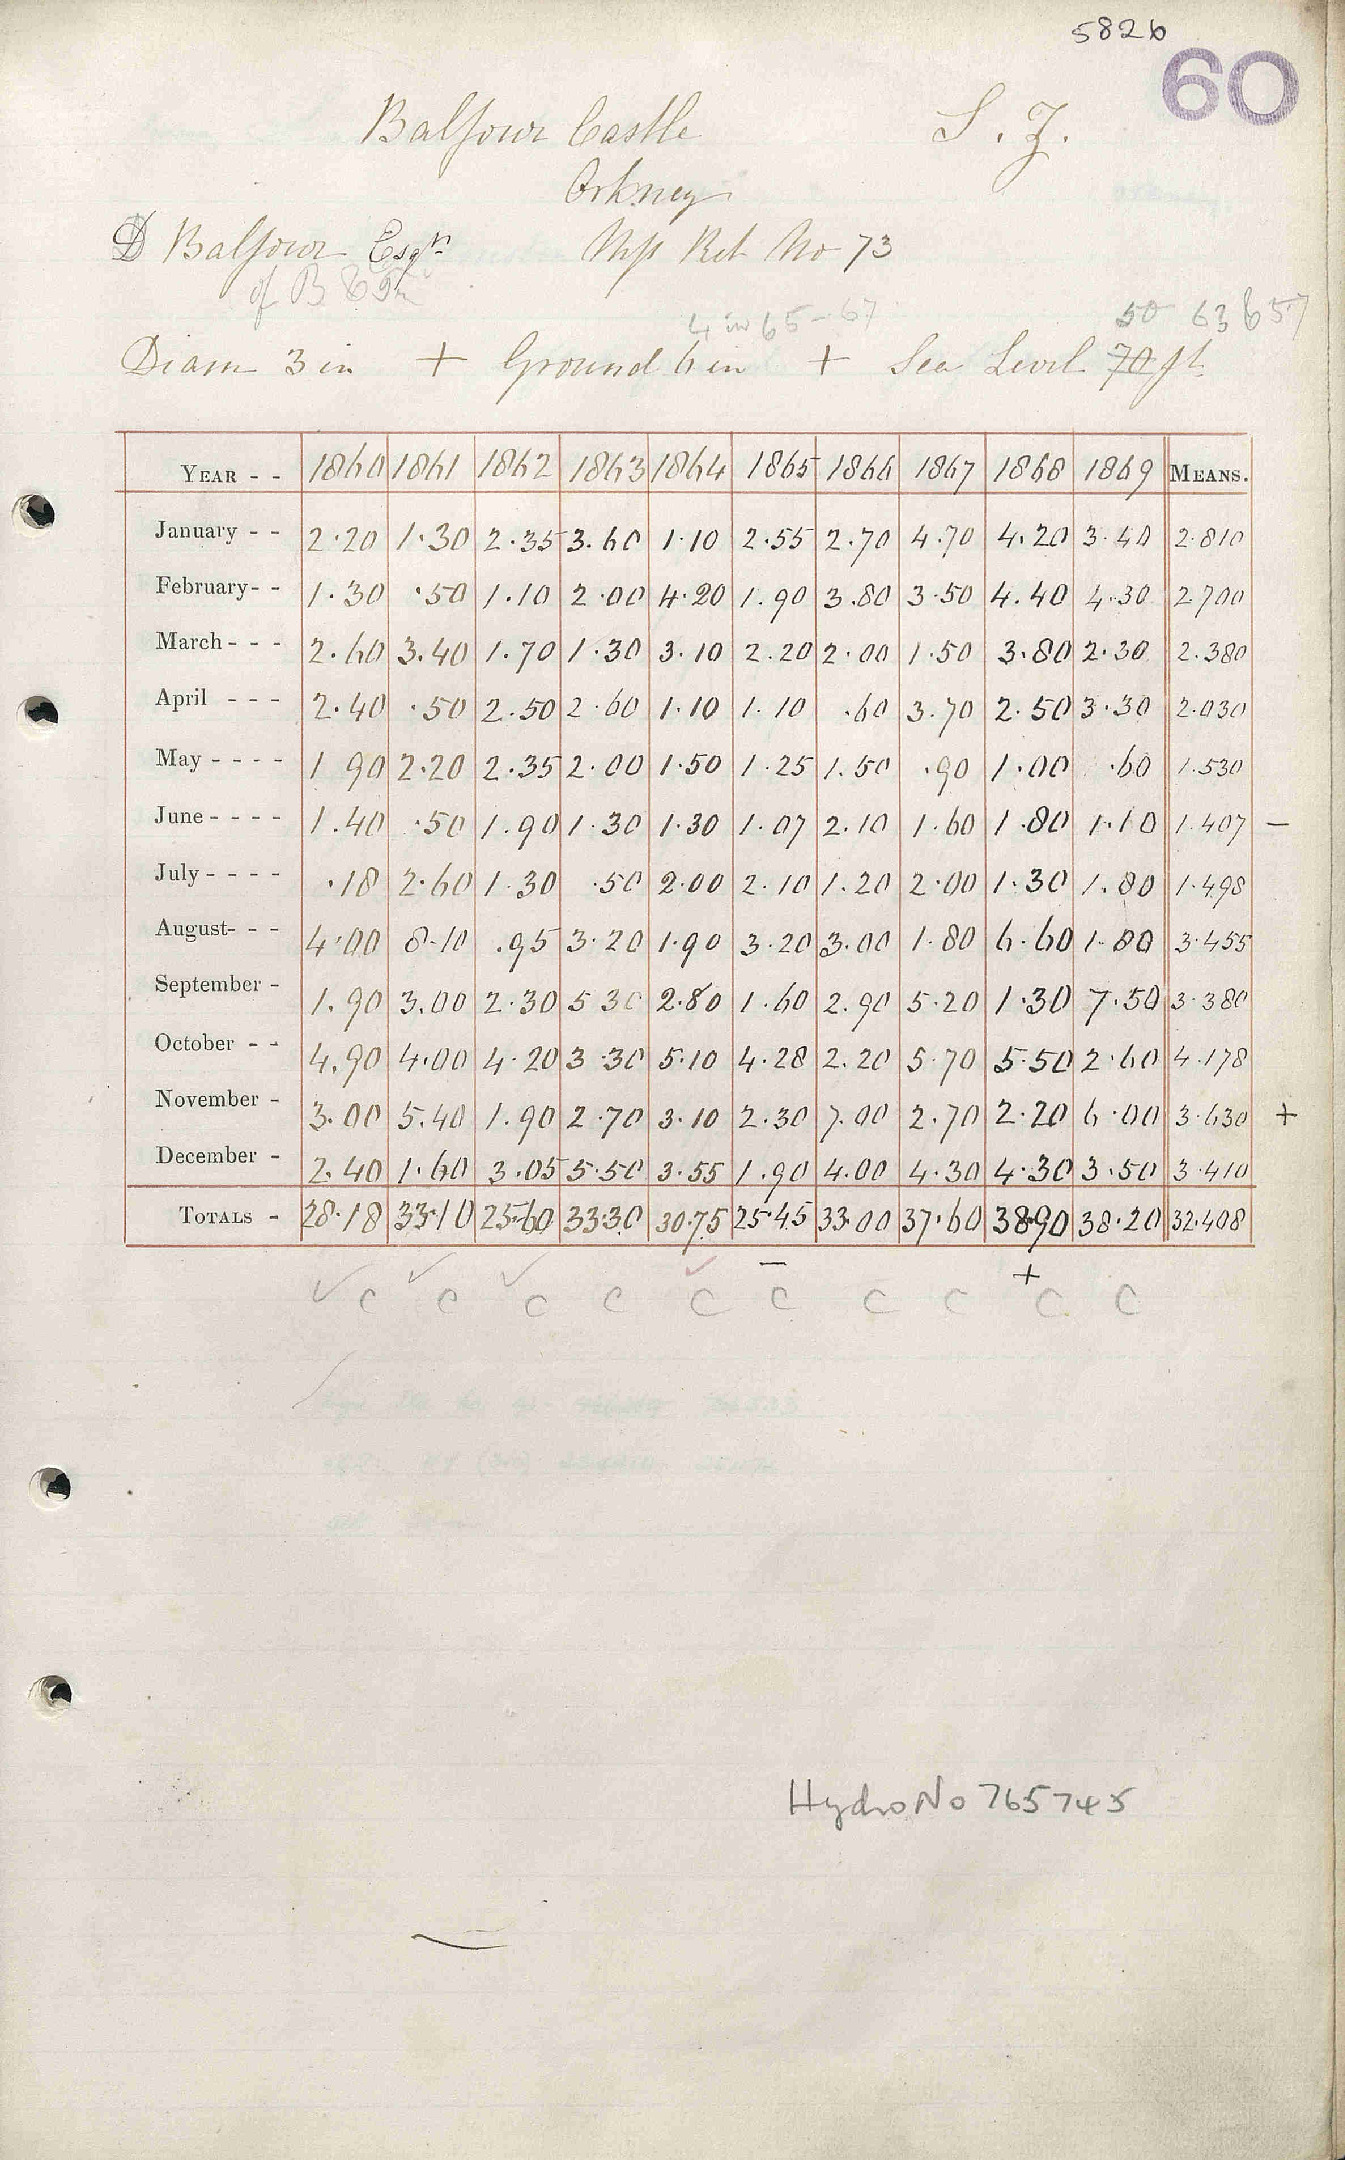 5826
60
Balfour Castle S. Z.
Orkney
D Balfour Esqr Mss Ret No 73
of B &
4 in 65-67 50 63 657
Diam 3 in + Ground 6 in + Sea Level 70 ft
YEAR - - 1860 1861 1862 1863 1864 1865 1866 1867 1868 1869 MEANS.
January - - 2.20 1.30 2.35 3.60 1.10 2.55 2.70 4.70 4.20 3.40 2.810
February - - 1.30 .50 1.10 2.00 4.20 1.90 3.80 3.50 4.40 4.30 2.700
March - - - 2.60 3.40 1.70 1.30 3.10 2.20 2.00 1.50 3.80 2.30 2.380
April - - - 2.40 .50 2.50 2.60 1.10 1.10 .60 3.70 2.50 3.30 2.030
May - - - - 1 90 2.20 2.35 2.00 1.50 1.25 1.50 .90 1.00 .60 1.530
June - - - - 1.40 .50 1.90 1.30 1.30 1.07 2.10 1.60 1.80 1.10 1.407 —
July - - - - .18 2.60 1.30 .50 2.00 2.10 1.20 2.00 1.30 1.80 1.498
August - - - 4.00 8.10 .95 3.20 1.90 3.20 3.00 1.80 6.60 1.80 3.455
September - 1.90 3.00 2.30 5 30 2.80 1.60 2.90 5.20 1.30 7.50 3.380
October - - 4.90 4.00 4.20 3.30 5.10 4.28 2.20 5.70 5.50 2.60 4.178
November - 3.00 5.40 1.90 2.70 3.10 2.30 7.00 2.70 2.20 6.00 3.630 +
December - 2.40 1.60 3.05 5.50 3.55 1.90 4.00 4.30 4.30 3.50 3.410
TOTALS - 28.18 33.10 25.60 33.30 30.75 25.45 33.00 37.60 38.90 38.20 32.408
— +
✓ C ✓ C ✓ C C ✓ C C C C C C
Hydro No 765745